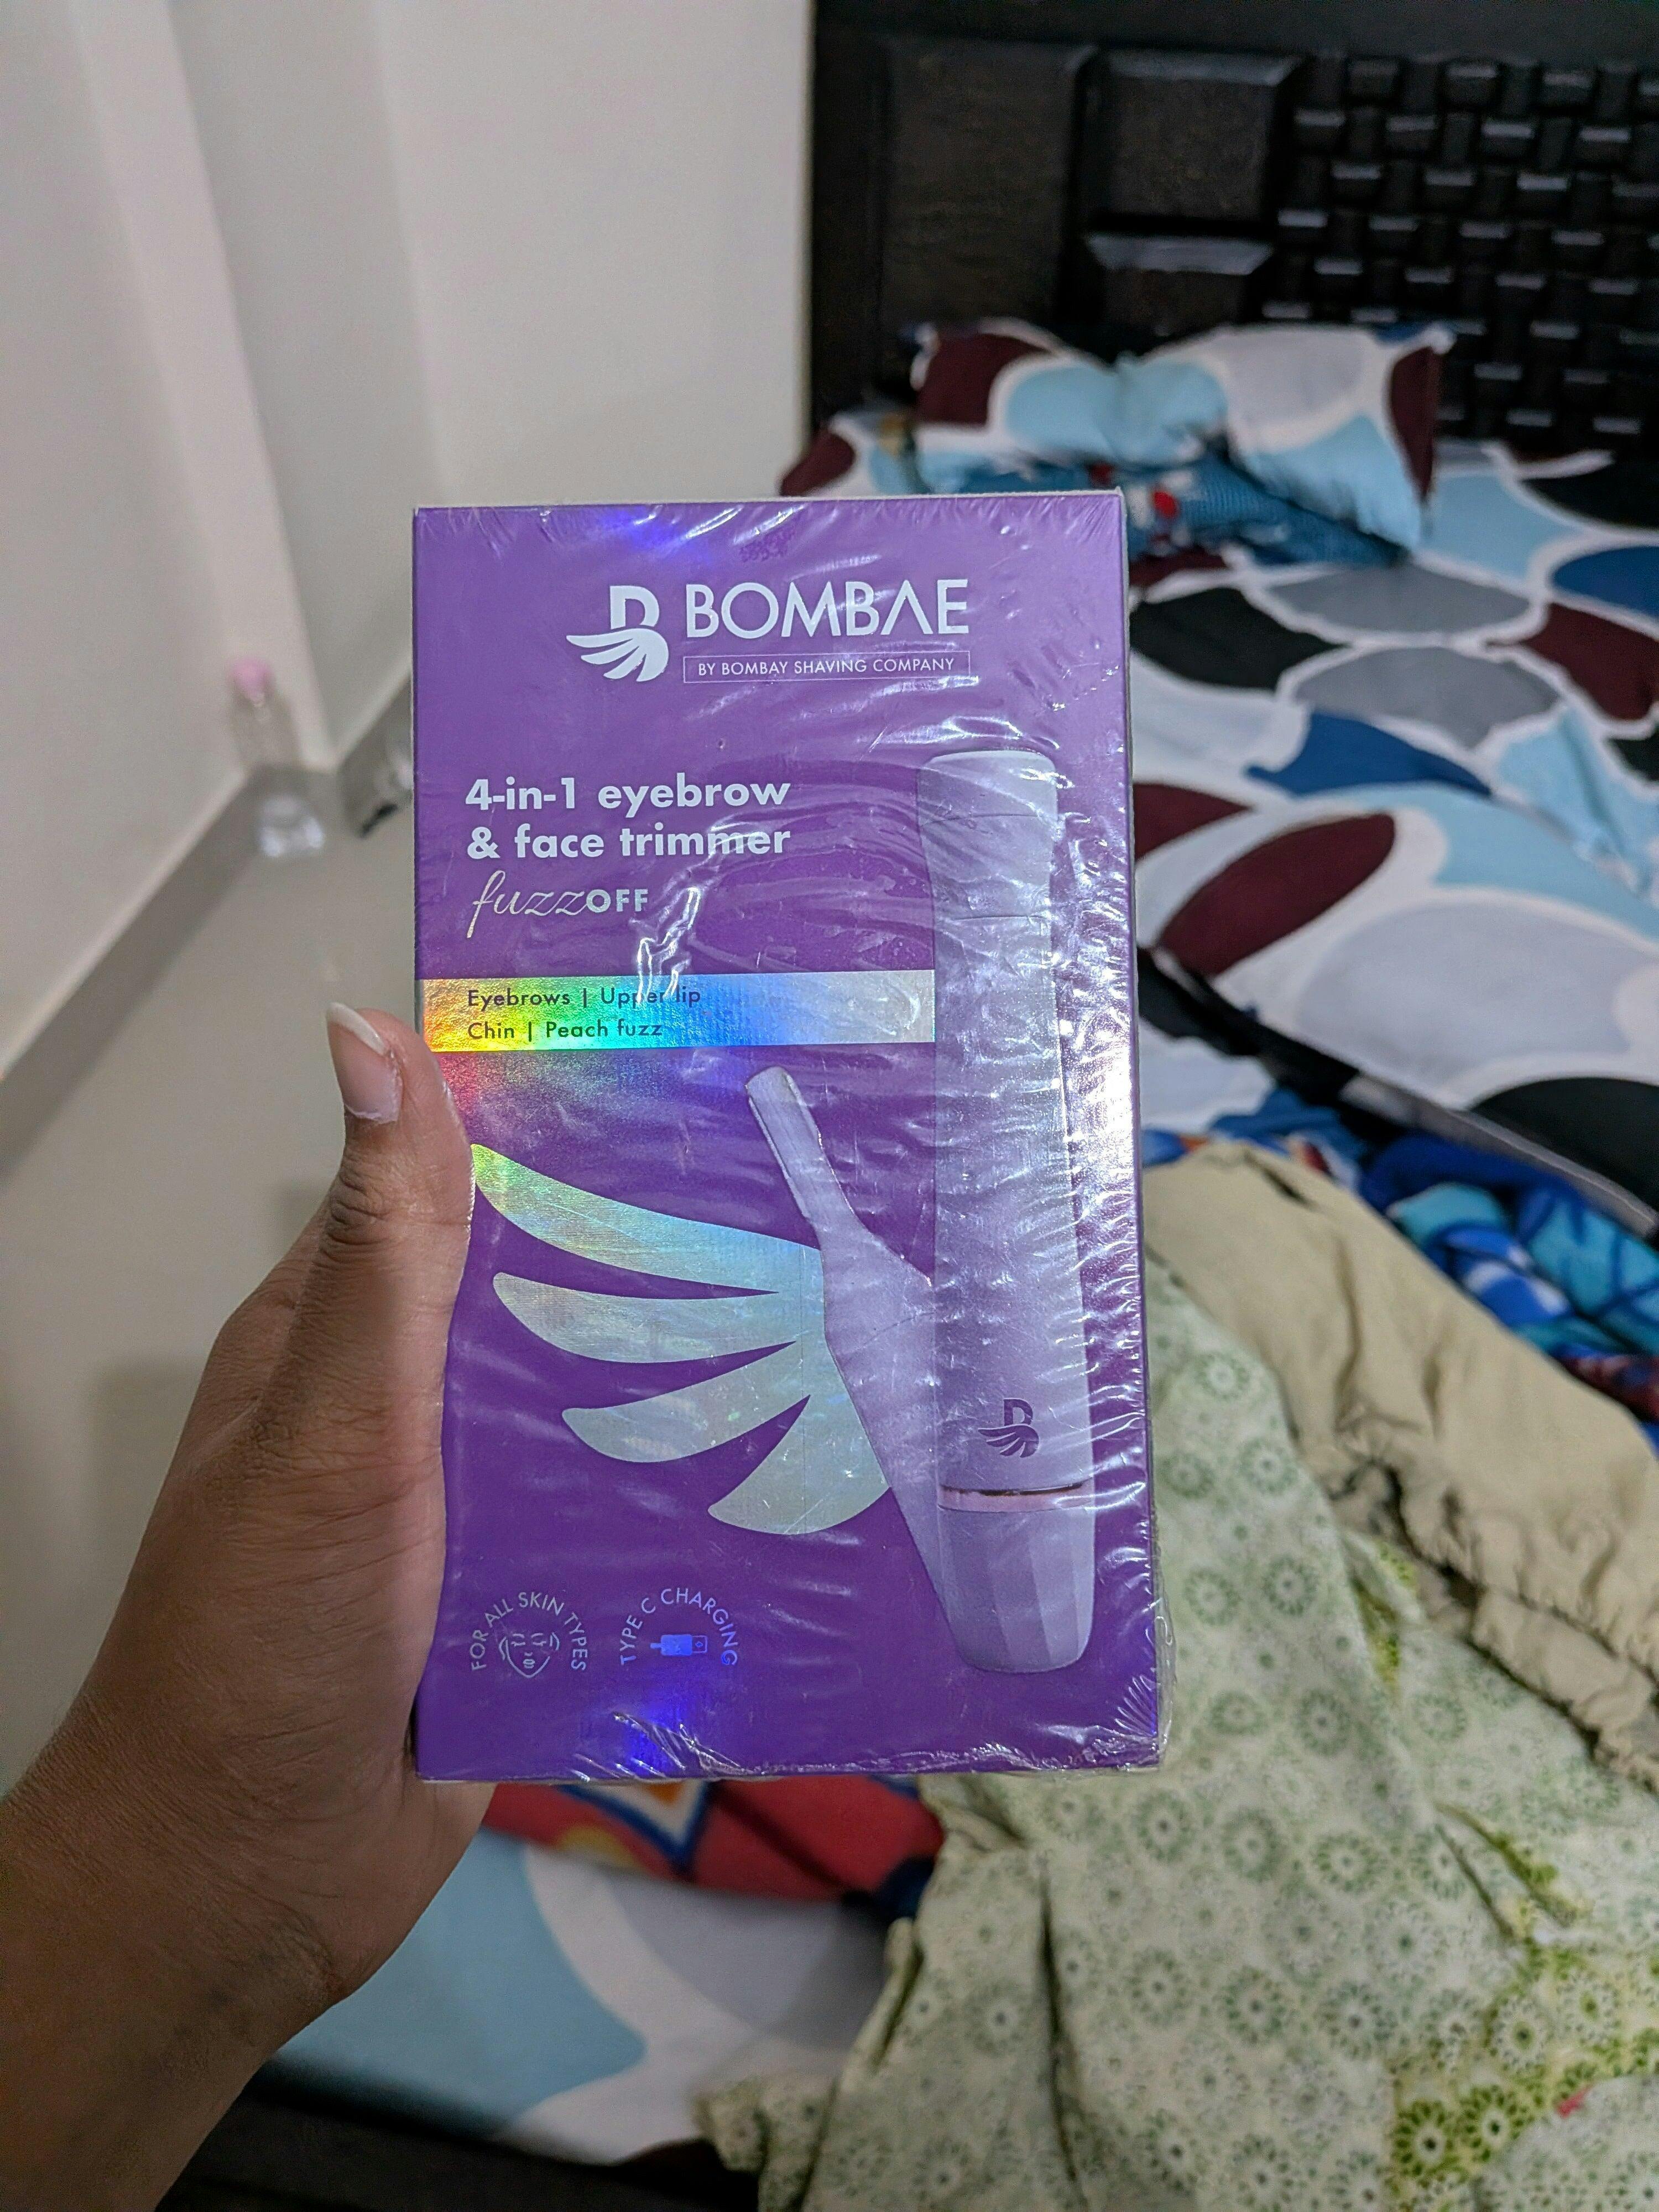 BOMBAE
BY BOMBAY SHAVING COMPANY
4-in-1 eyebrow
& face trimmer
fuzzOFF
Eyebrows | Upper lip
Chin | Peach fuzz
FOR ALL SKIN TYPES
TYPE C CHARGING